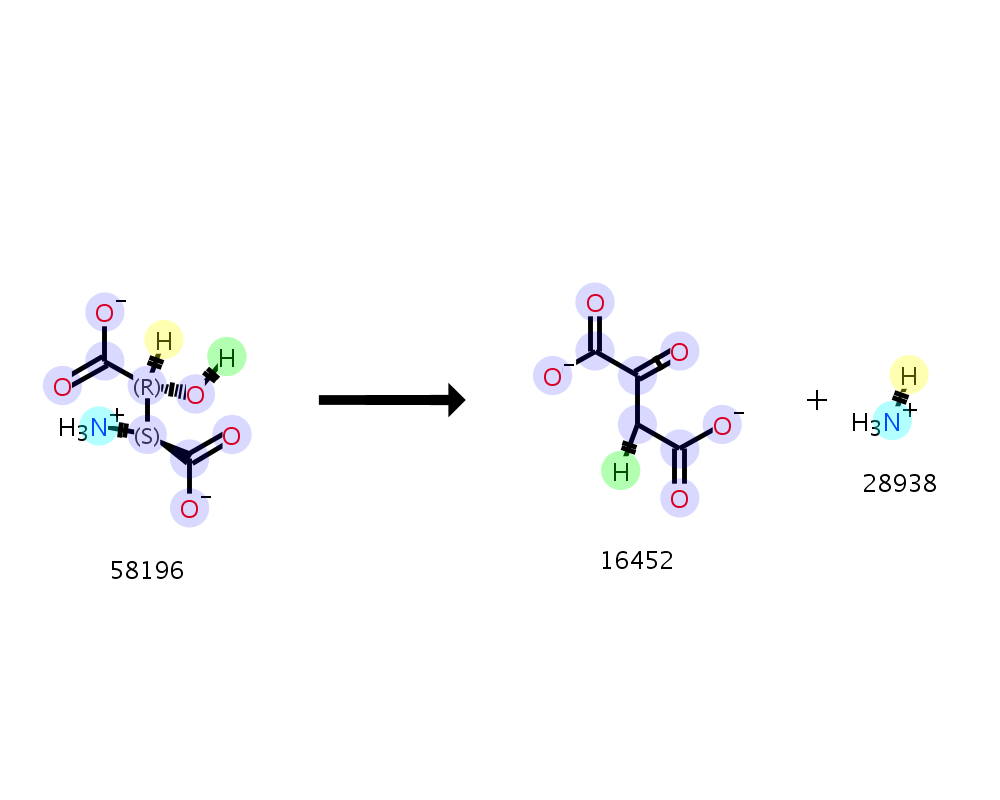 O⁻
O
(R)
H
O
H
H₃N⁺
(S)
O
O⁻
58196
O
O⁻
O
H
O⁻
O
16452
+
H
H₃N⁺
28938